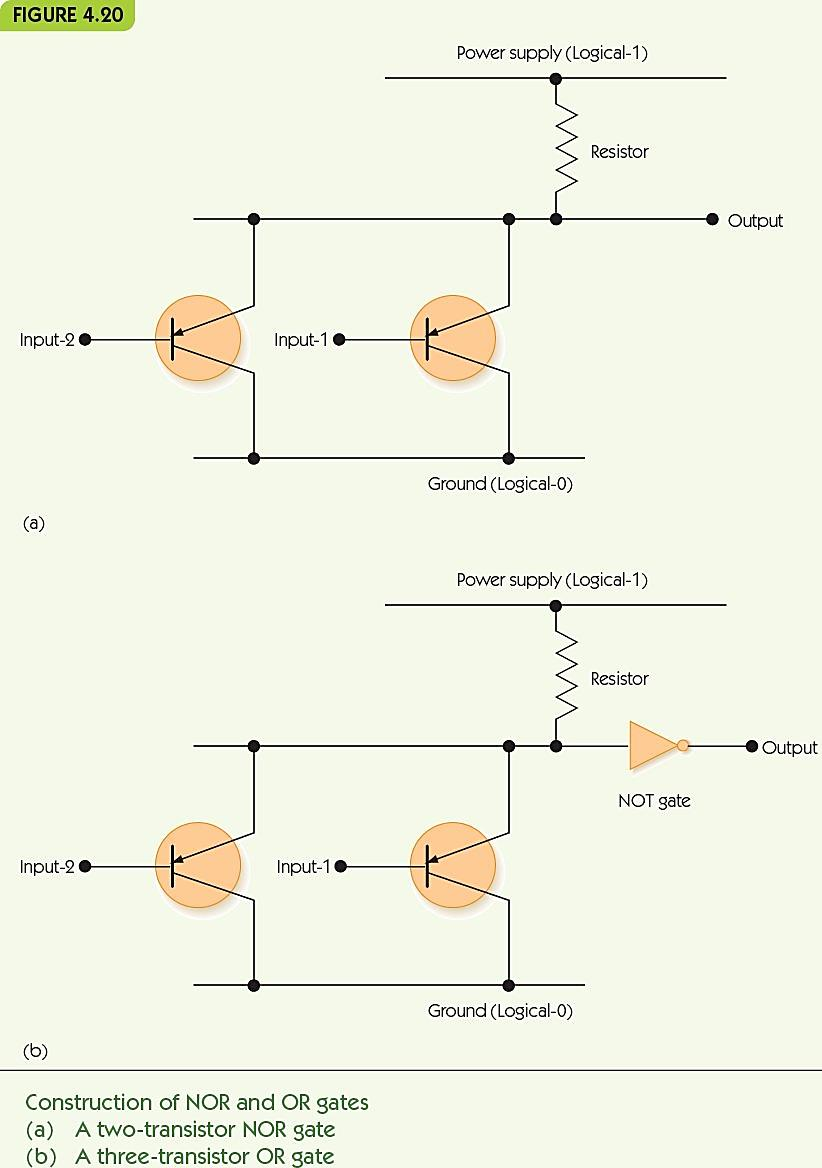 FIGURE 4.20
Power supply (Logical-1)
Resistor
Output
Input-2
Input-1
Ground (Logical-0)
(a)
Power supply (Logical-1)
Resistor
Output
NOT gate
Input-2
Input-1
Ground (Logical-0)
(b)
Construction of NOR and OR gates
(a) A two-transistor NOR gate
(b) A three-transistor OR gate